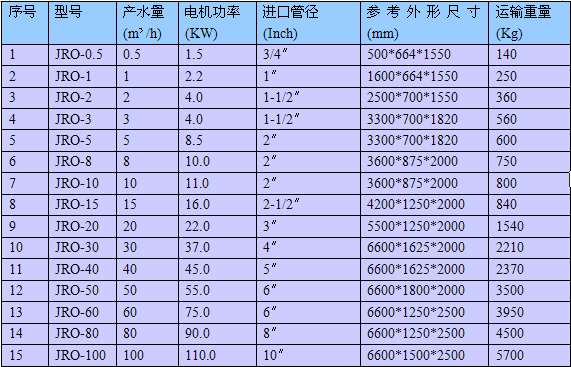 序号 型号 产水量 电机功率 进口管径 参考外形尺寸 运输重量
(m³ /h) (KW) (Inch) (mm) (Kg)
1 JRO-0.5 0.5 1.5 3/4″ 500*664*1550 140
2 JRO-1 1 2.2 1″ 1600*664*1550 250
3 JRO-2 2 4.0 1-1/2″ 2500*700*1550 360
4 JRO-3 3 4.0 1-1/2″ 3300*700*1820 560
5 JRO-5 5 8.5 2″ 3300*700*1820 600
6 JRO-8 8 10.0 2″ 3600*875*2000 750
7 JRO-10 10 11.0 2″ 3600*875*2000 800
8 JRO-15 15 16.0 2-1/2″ 4200*1250*2000 840
9 JRO-20 20 22.0 3″ 5500*1250*2000 1540
10 JRO-30 30 37.0 4″ 6600*1625*2000 2210
11 JRO-40 40 45.0 5″ 6600*1625*2000 2370
12 JRO-50 50 55.0 6″ 6600*1800*2000 3500
13 JRO-60 60 75.0 6″ 6600*1250*2500 3950
14 JRO-80 80 90.0 8″ 6600*1250*2500 4500
15 JRO-100 100 110.0 10″ 6600*1500*2500 5700